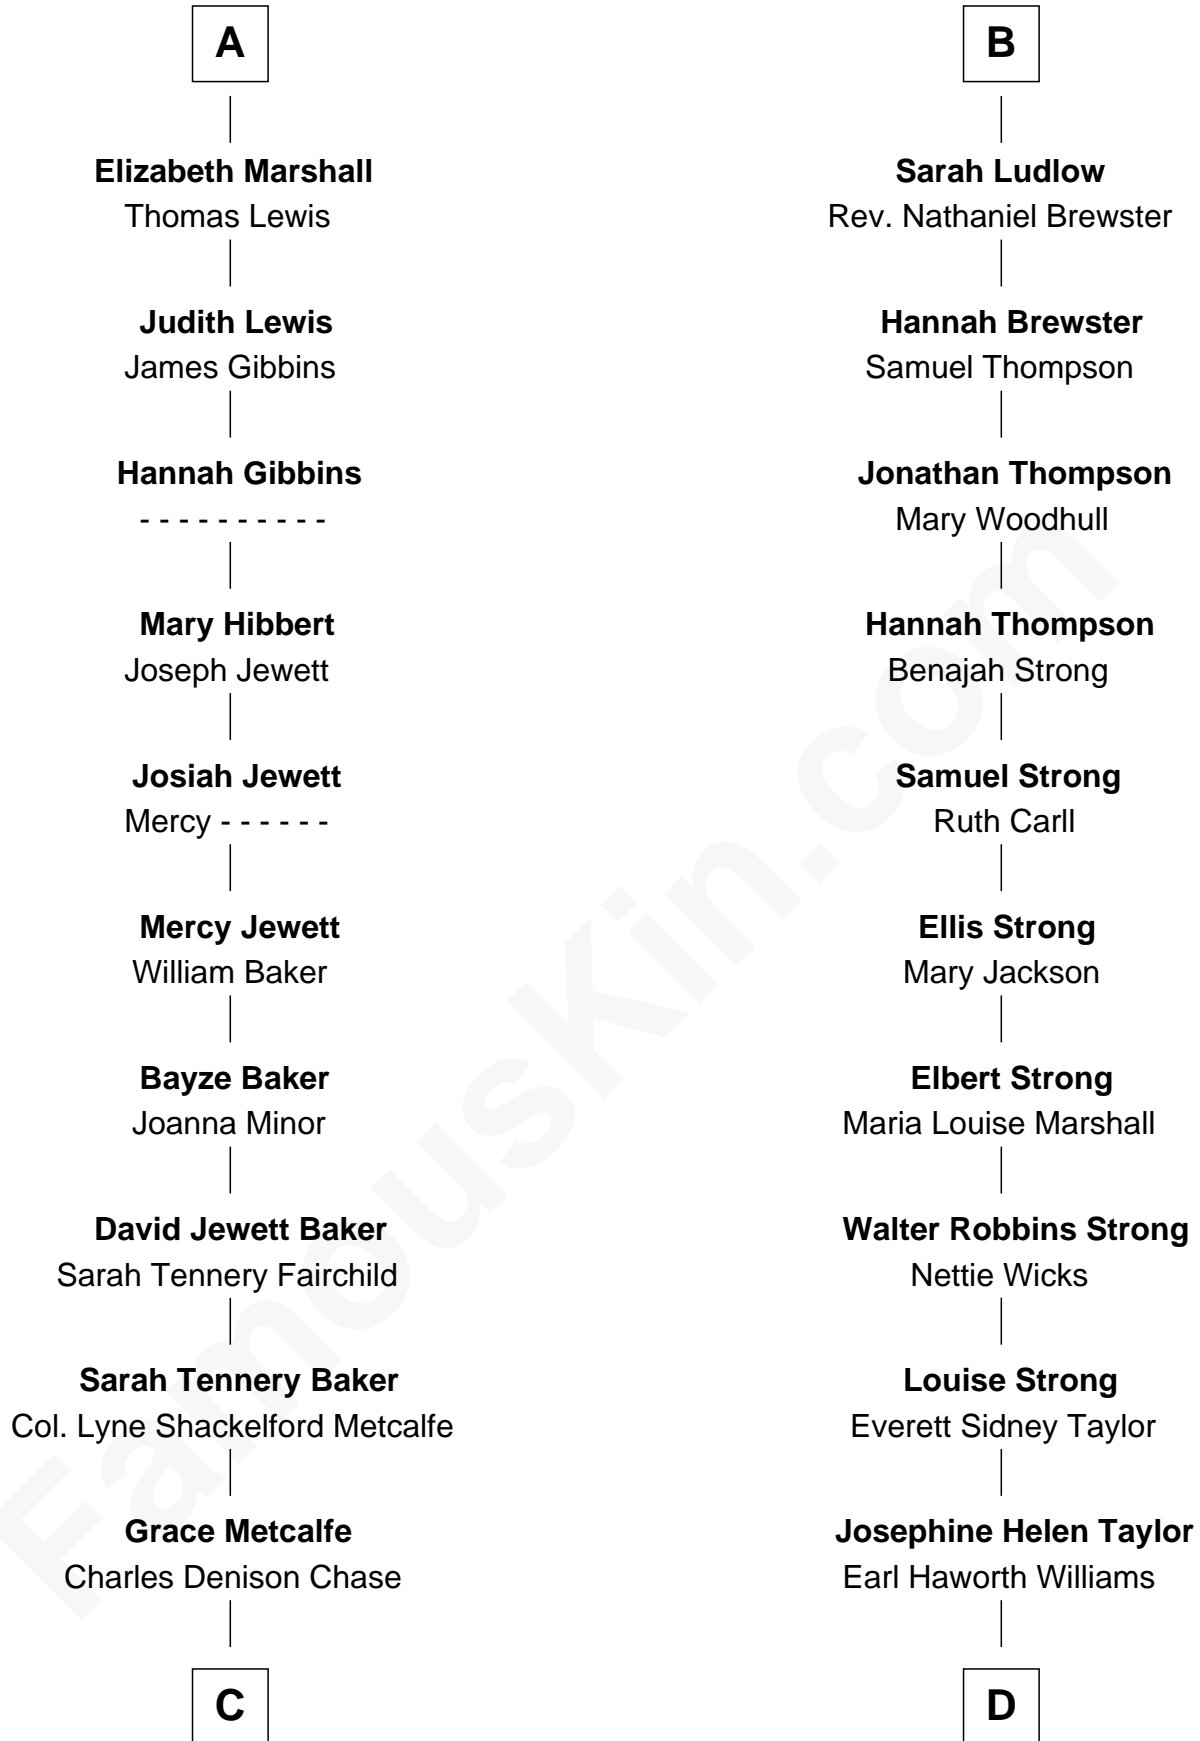 A
Elizabeth Marshall
Thomas Lewis
Judith Lewis
James Gibbins
Hannah Gibbins
- - - - - - - - - -
Mary Hibbert
Joseph Jewett
Josiah Jewett
Mercy - - - - - -
Mercy Jewett
William Baker
Bayze Baker
Joanna Minor
David Jewett Baker
Sarah Tennery Fairchild
Sarah Tennery Baker
Col. Lyne Shackelford Metcalfe
Grace Metcalfe
Charles Denison Chase
C
B
Sarah Ludlow
Rev. Nathaniel Brewster
Hannah Brewster
Samuel Thompson
Jonathan Thompson
Mary Woodhull
Hannah Thompson
Benajah Strong
Samuel Strong
Ruth Carll
Ellis Strong
Mary Jackson
Elbert Strong
Maria Louise Marshall
Walter Robbins Strong
Nettie Wicks
Louise Strong
Everett Sidney Taylor
Josephine Helen Taylor
Earl Haworth Williams
D
FamousKin.com